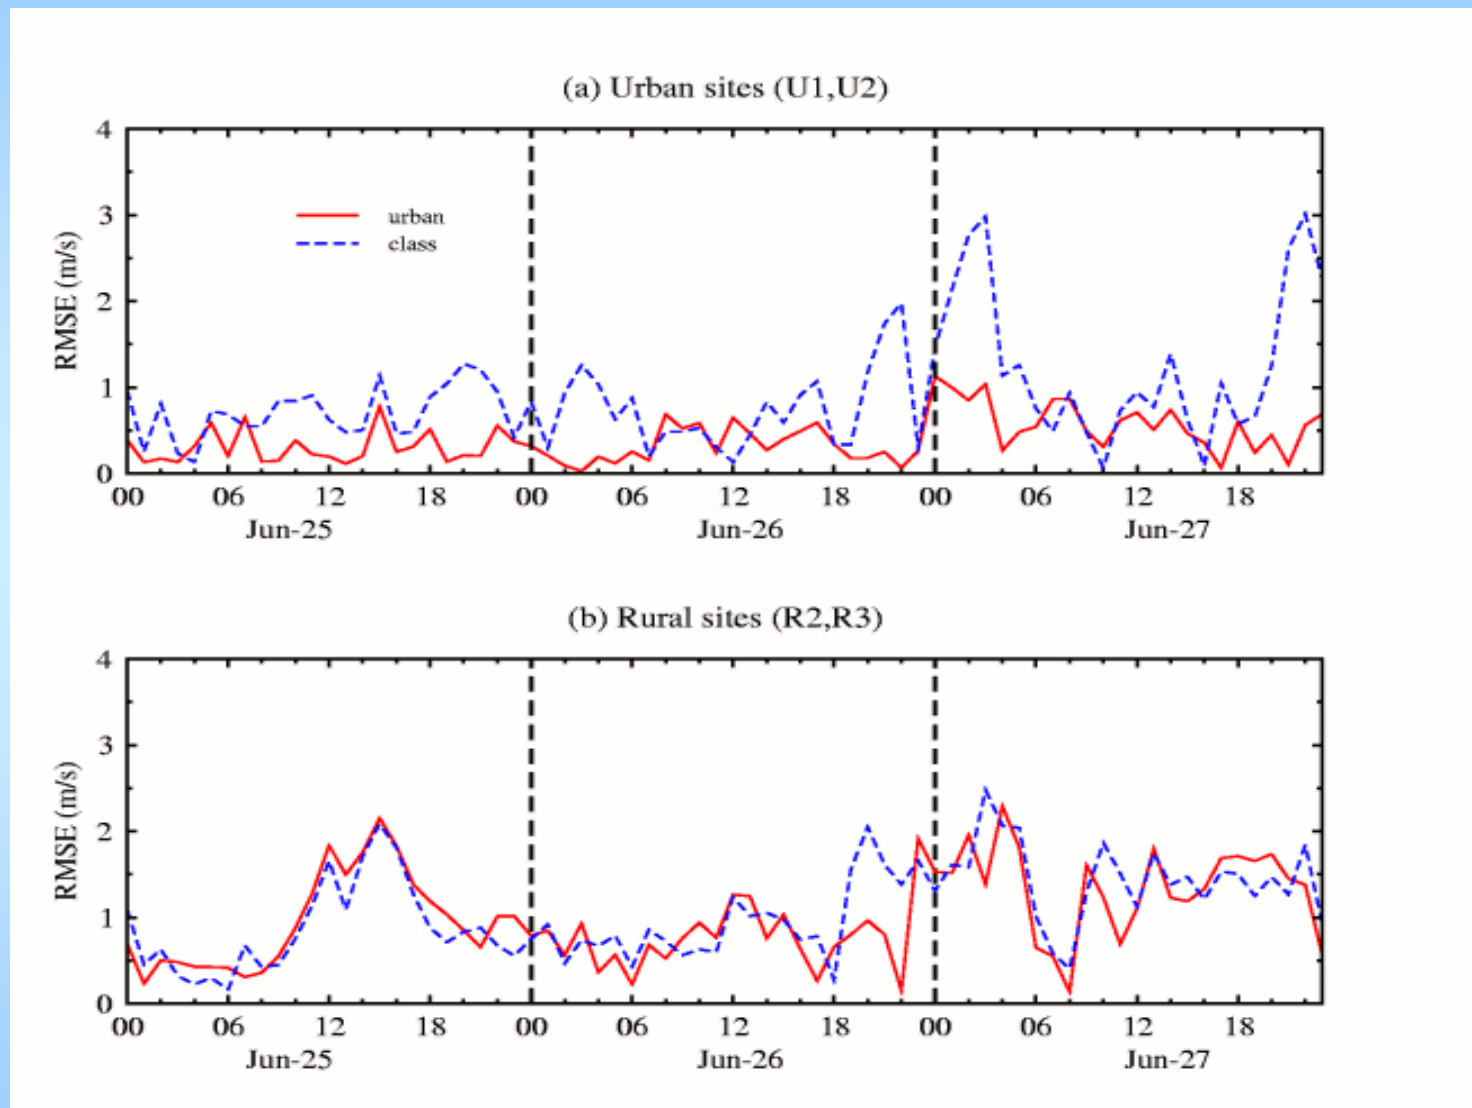 (a) Urban sites (U1,U2)
4
3
2
1
0
RMSE (m/s)
urban
class
00 06 12 18 00 06 12 18 00 06 12 18
Jun-25 Jun-26 Jun-27
(b) Rural sites (R2,R3)
4
3
2
1
0
RMSE (m/s)
00 06 12 18 00 06 12 18 00 06 12 18
Jun-25 Jun-26 Jun-27